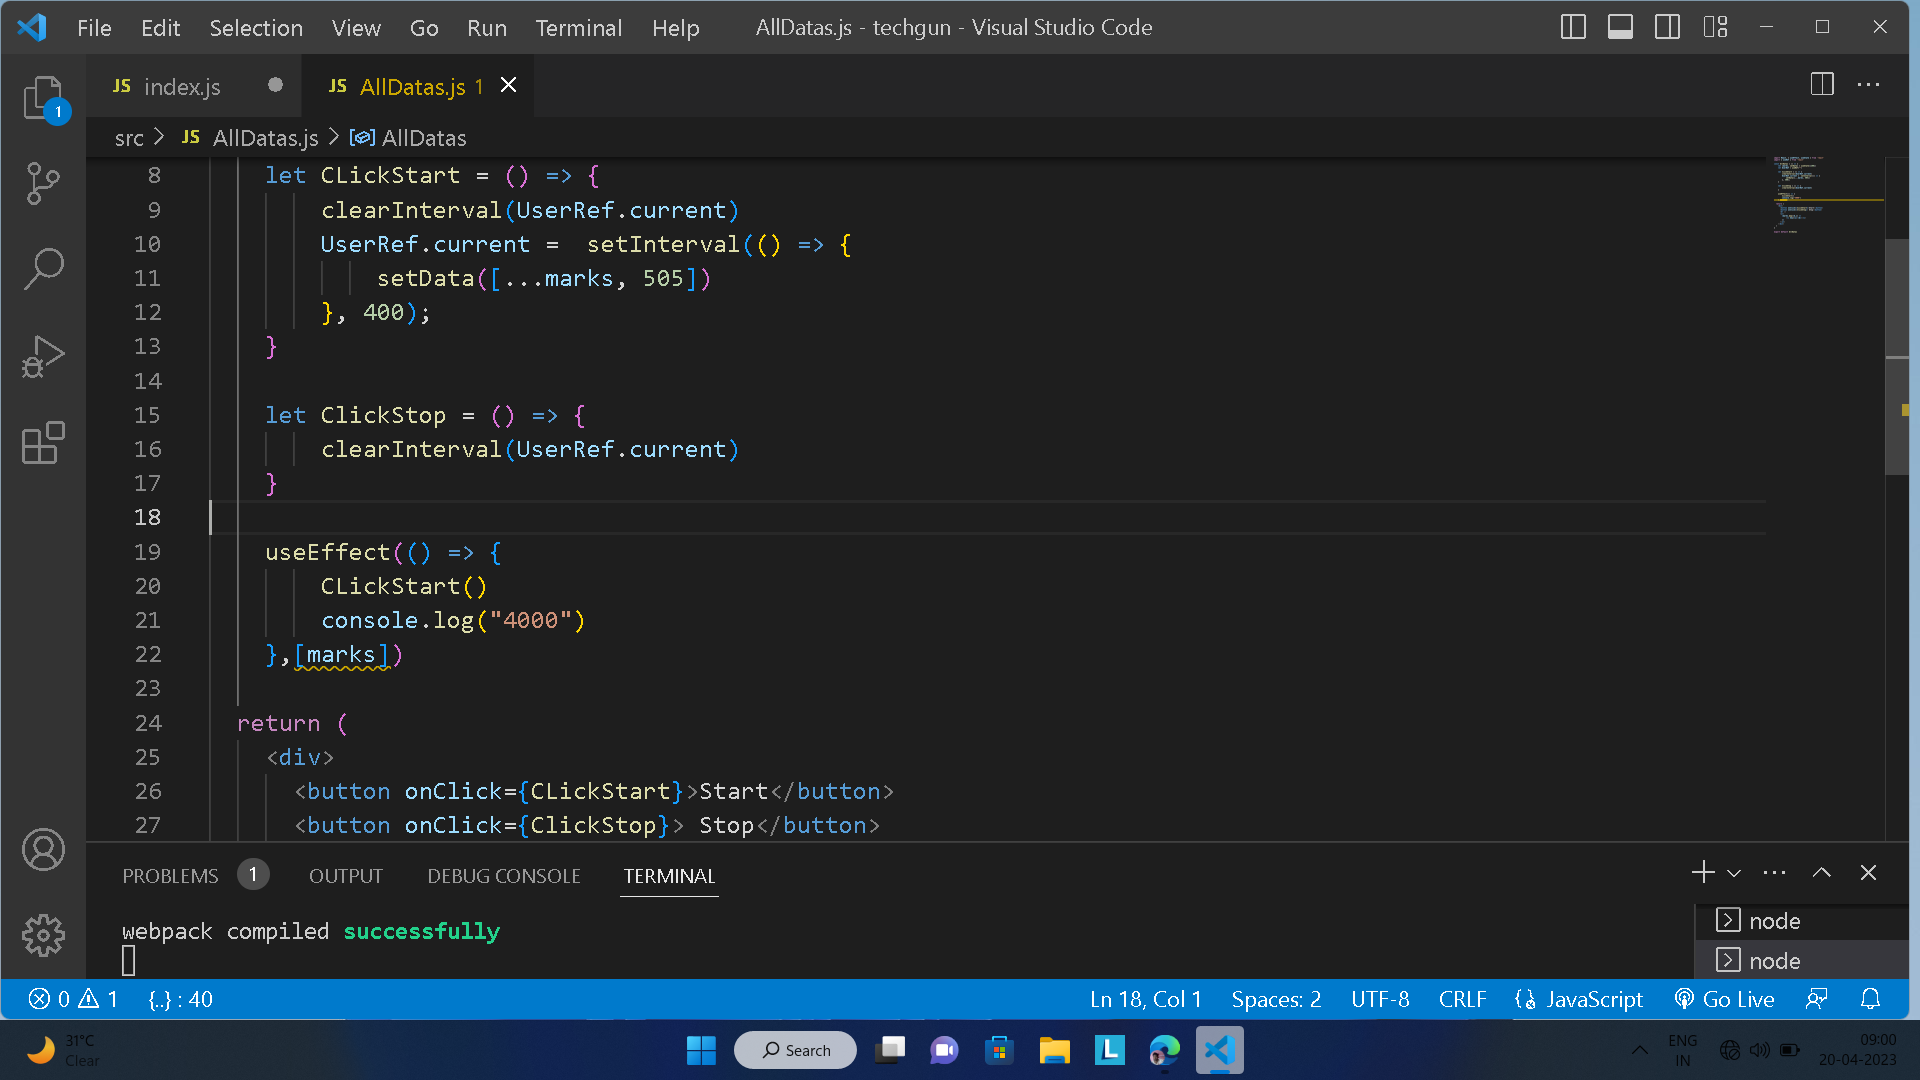 File Edit Selection View Go Run Terminal Help AllDatas.js - techgun - Visual Studio Code
JS index.js JS AllDatas.js 1
1
src > JS AllDatas.js > AllDatas
8 let CLickStart = () => {
9 clearInterval(UserRef.current)
10 UserRef.current = setInterval(() => {
11 setData([...marks, 505])
12 }, 400);
13 }
14
15 let ClickStop = () => {
16 clearInterval(UserRef.current)
17 }
18
19 useEffect(() => {
20 CLickStart()
21 console.log("4000")
22 },[marks])
23
24 return (
25 <div>
26 <button onClick={CLickStart}>Start</button>
27 <button onClick={ClickStop}> Stop</button>
PROBLEMS 1 OUTPUT DEBUG CONSOLE TERMINAL
webpack compiled successfully
node
node
0 1 {..} : 40 Ln 18, Col 1 Spaces: 2 UTF-8 CRLF JavaScript Go Live
31°C
Clear
Search
ENG
IN
09:00
20-04-2023